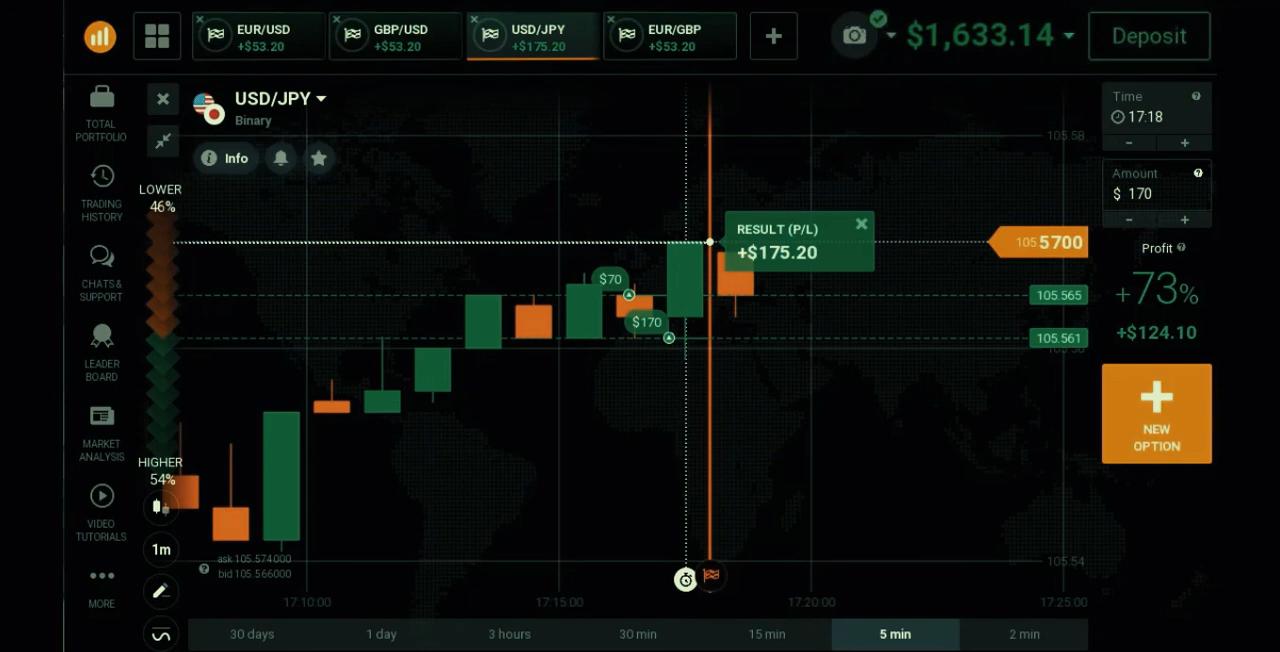 EUR/USD
+$53.20
GBP/USD
+$53.20
USD/JPY
+$175.20
EUR/GBP
+$53.20
$1,633.14
Deposit
TOTAL
PORTFOLIO
TRADING
HISTORY
CHATS &
SUPPORT
LEADER
BOARD
MARKET
ANALYSIS
VIDEO
TUTORIALS
MORE
LOWER
46%
HIGHER
54%
1m
USD/JPY
Binary
Info
RESULT (P/L)
+$175.20
$70
$170
105.58
105 5700
105.565
105.561
105.54
ask 105.574000
bid 105.566000
17:10:00
17:15:00
17:20:00
17:25:00
30 days
1 day
3 hours
30 min
15 min
5 min
2 min
Time
17:18
- +
Amount
$ 170
- +
Profit
+73%
+$124.10
NEW
OPTION